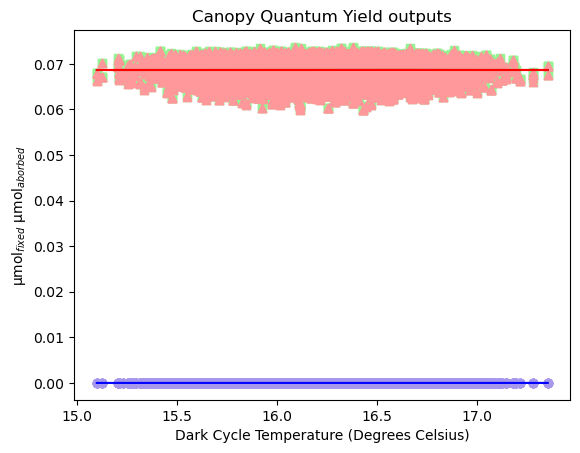 Canopy Quantum Yield outputs
µmol_fixed µmol_aborbed
0.07
0.06
0.05
0.04
0.03
0.02
0.01
0.00
15.0 15.5 16.0 16.5 17.0
Dark Cycle Temperature (Degrees Celsius)